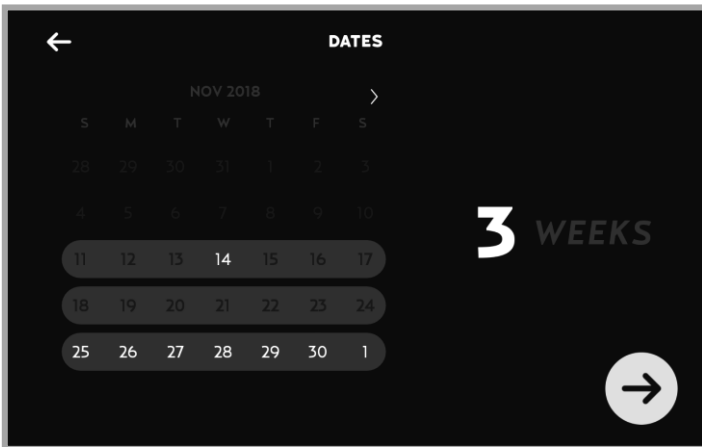 DATES
NOV 2018
S M T W T F S
28 29 30 31 1 2 3
4 5 6 7 8 9 10
11 12 13 14 15 16 17
18 19 20 21 22 23 24
25 26 27 28 29 30 1
3 WEEKS